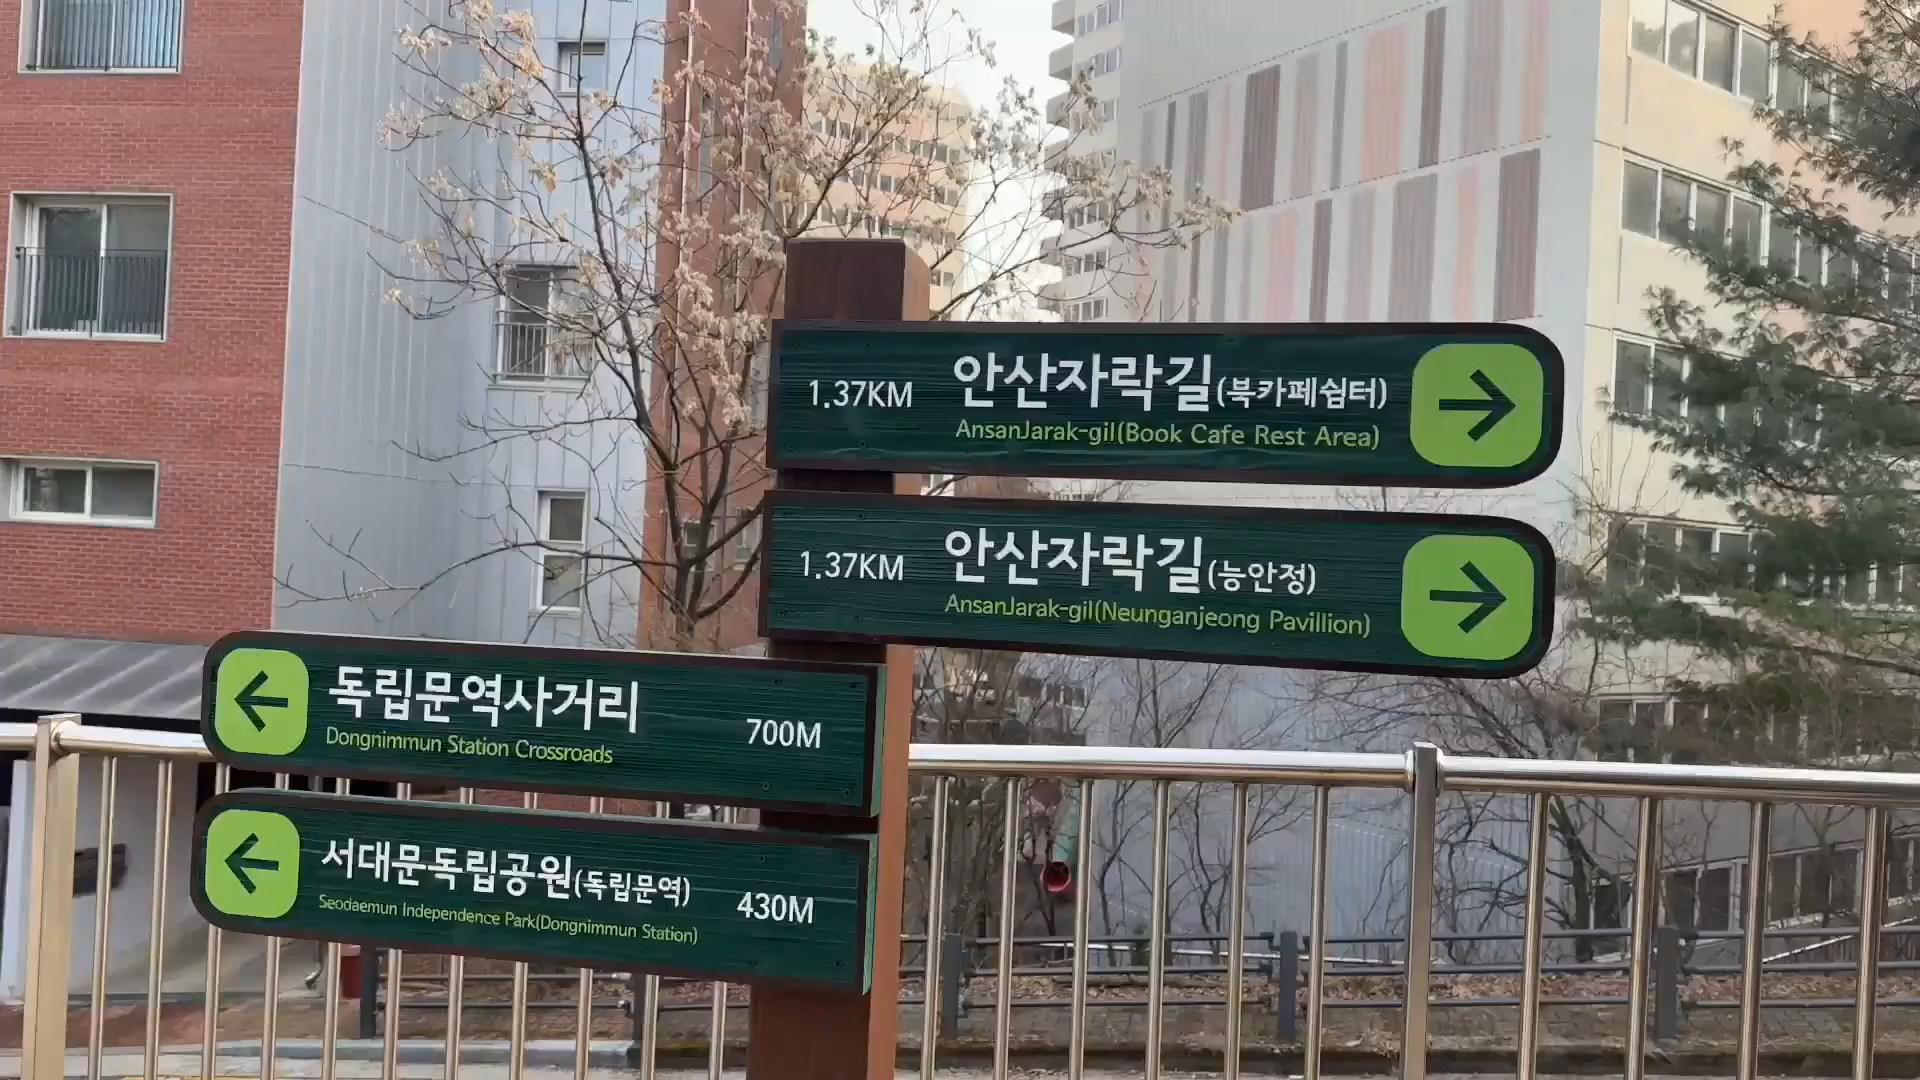 1.37KM 안산자락길(북카페쉼터)
AnsanJarak-gil(Book Cafe Rest Area)
1.37KM 안산자락길(능안정)
AnsanJarak-gil(Neunganjeong Pavillion)
독립문역사거리 700M
Dongnimmun Station Crossroads
서대문독립공원(독립문역) 430M
Seodaemun Independence Park(Dongnimmun Station)